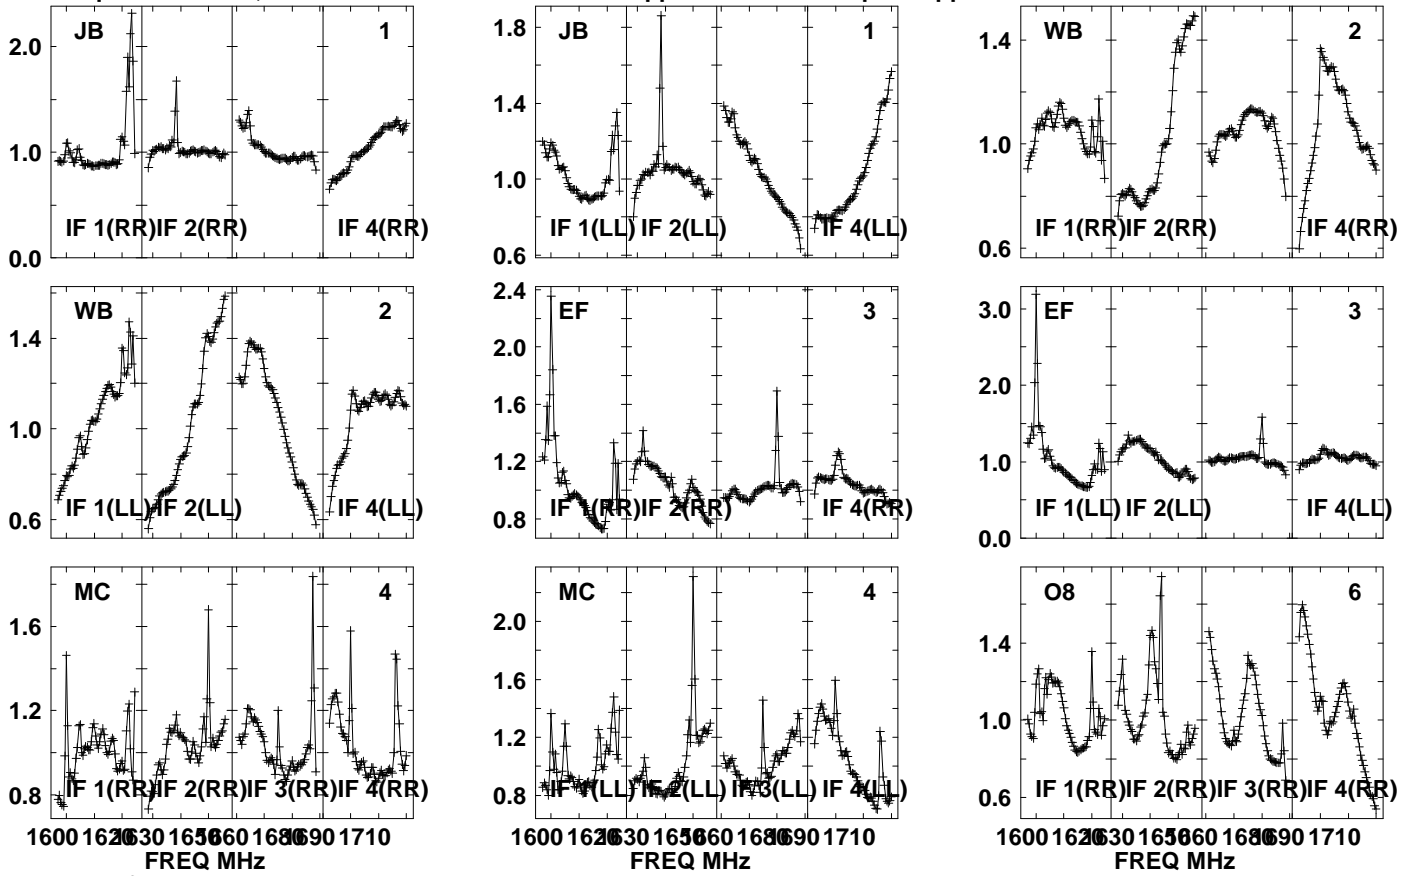 JB 1 JB 1 WB 2
2.0 1.8 1.4
1.4
1.0 1.0 1.0
IF 1(RR) IF 2(RR) IF 4(RR) IF 1(LL) IF 2(LL) IF 4(LL) IF 1(RR) IF 2(RR) IF 4(RR)
0.0 0.6 0.6
WB 2 EF 3 EF 3
2.4 3.0
1.4 2.0
1.6 2.0
1.0 1.2 1.0
IF 1(LL) IF 2(LL) IF 4(LL) IF 1(RR) IF 2(RR) IF 4(RR) IF 1(LL) IF 2(LL) IF 4(LL)
0.6 0.8 0.0
MC 4 MC 4 O8 6
1.6 2.0 1.4
1.6
1.2 1.2 1.0
IF 1(RR) IF 2(RR) IF 3(RR) IF 4(RR) IF 1(LL) IF 2(LL) IF 3(LL) IF 4(LL) IF 1(RR) IF 2(RR) IF 3(RR) IF 4(RR)
0.8 0.8 0.6
1600 1620 1630 1650 1660 1680 1690 1710 1600 1620 1630 1650 1660 1680 1690 1710 1600 1620 1630 1650 1660 1680 1690 1710
FREQ MHz FREQ MHz FREQ MHz